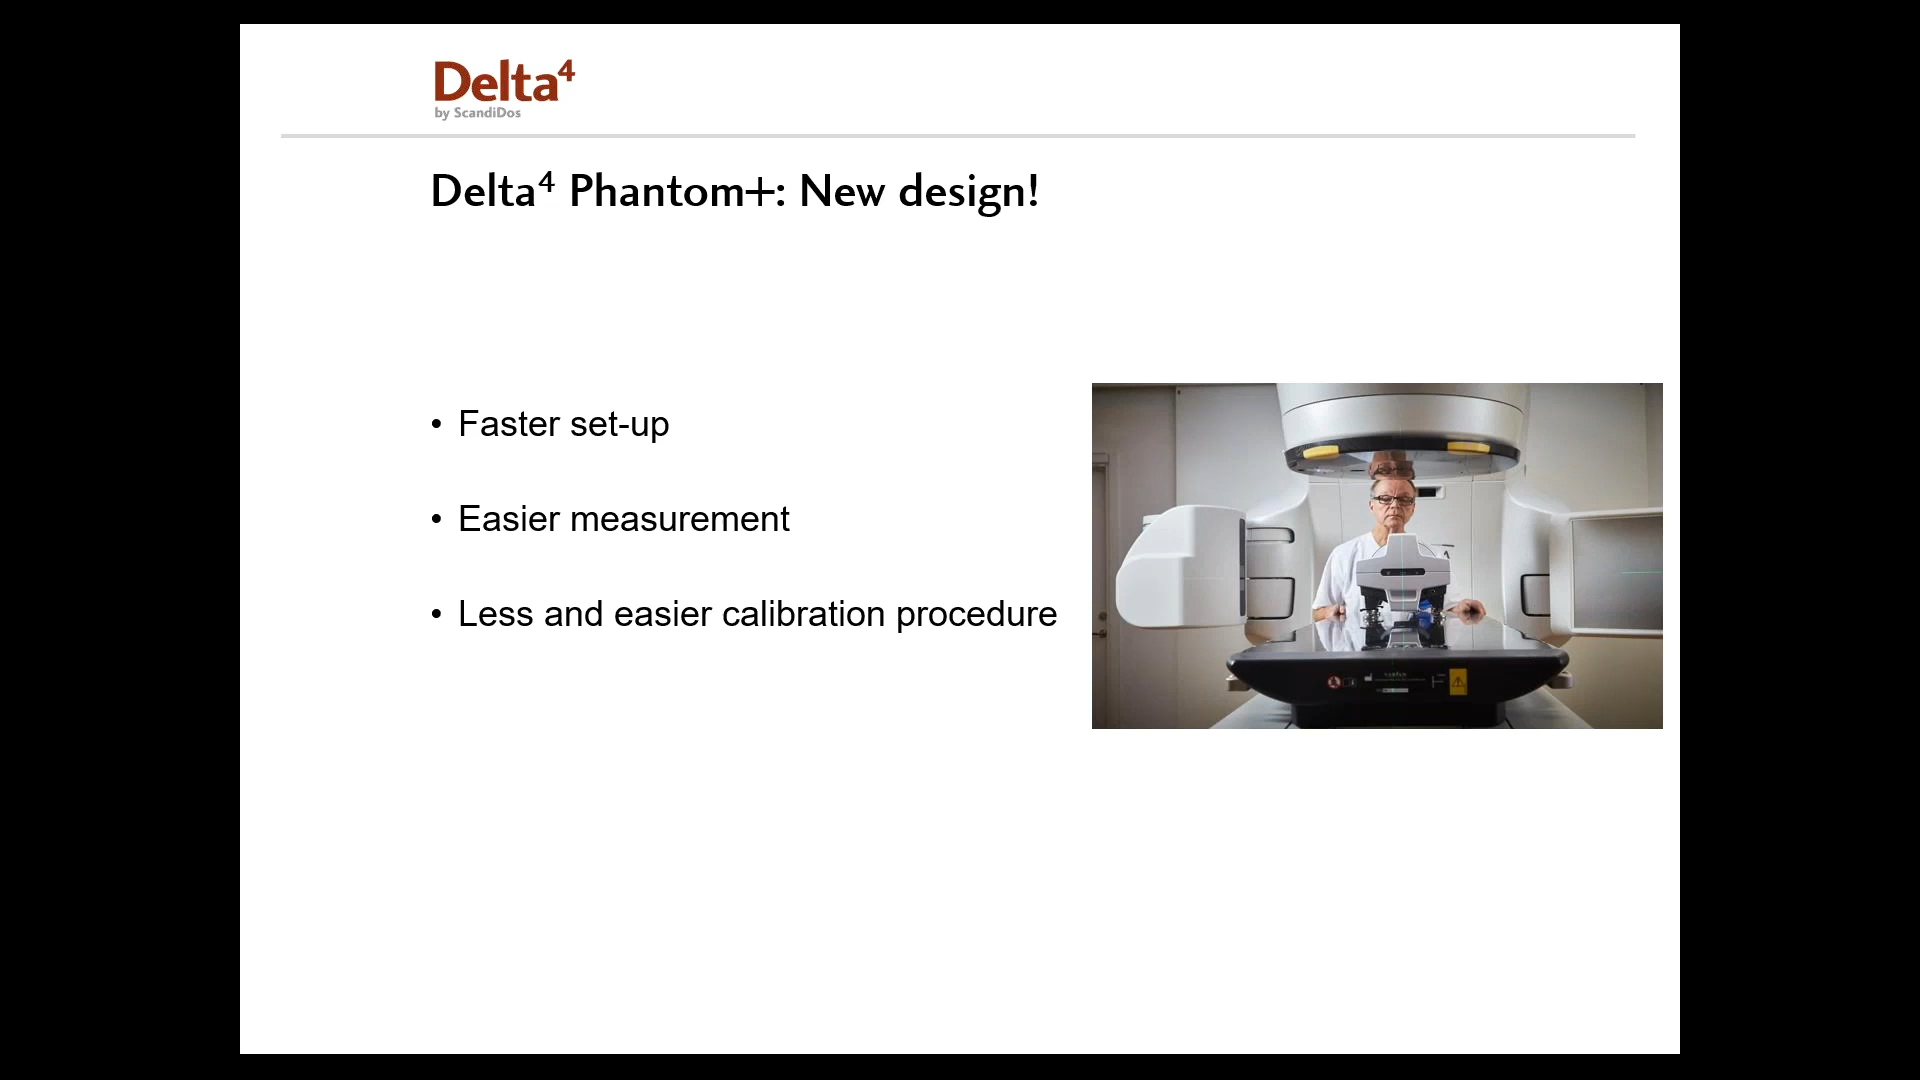 Delta⁴
by ScandiDos
Delta⁴ Phantom+: New design!
• Faster set-up
• Easier measurement
• Less and easier calibration procedure